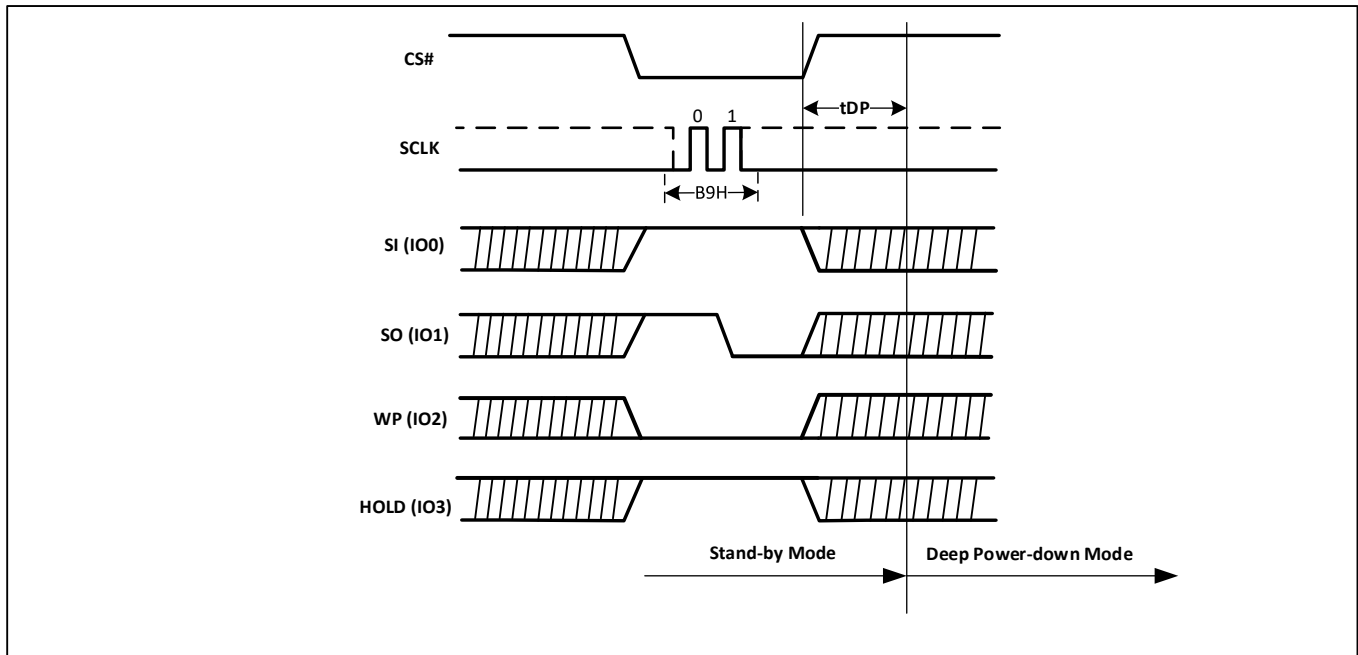 CS#
tDP
0 1
SCLK
B9H
SI (IO0)
SO (IO1)
WP (IO2)
HOLD (IO3)
Stand-by Mode Deep Power-down Mode